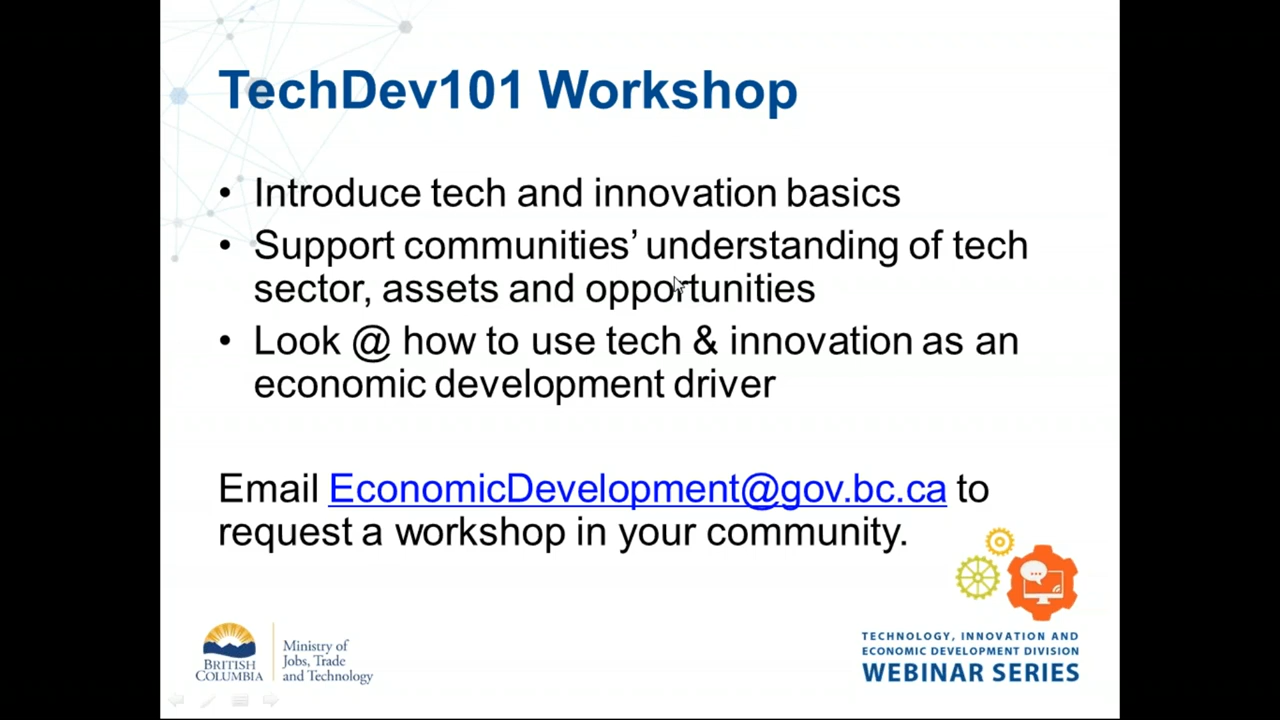 TechDev101 Workshop
• Introduce tech and innovation basics
• Support communities’ understanding of tech
sector, assets and opportunities
• Look @ how to use tech & innovation as an
economic development driver
Email EconomicDevelopment@gov.bc.ca to
request a workshop in your community.
BRITISH
COLUMBIA
Ministry of
Jobs, Trade
and Technology
TECHNOLOGY, INNOVATION AND
ECONOMIC DEVELOPMENT DIVISION
WEBINAR SERIES